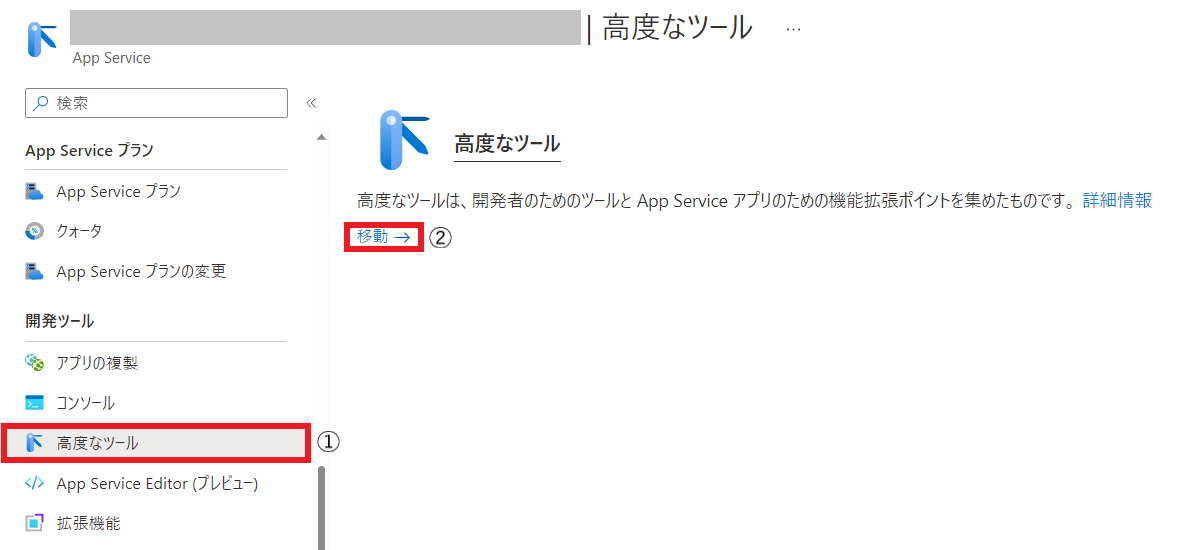 | 高度なツール …
App Service
検索 «
App Service プラン
App Service プラン
クォータ
App Service プランの変更
開発ツール
アプリの複製
コンソール
高度なツール ①
App Service Editor (プレビュー)
拡張機能
高度なツール
高度なツールは、開発者のためのツールと App Service アプリのための機能拡張ポイントを集めたものです。 詳細情報
移動 → ②